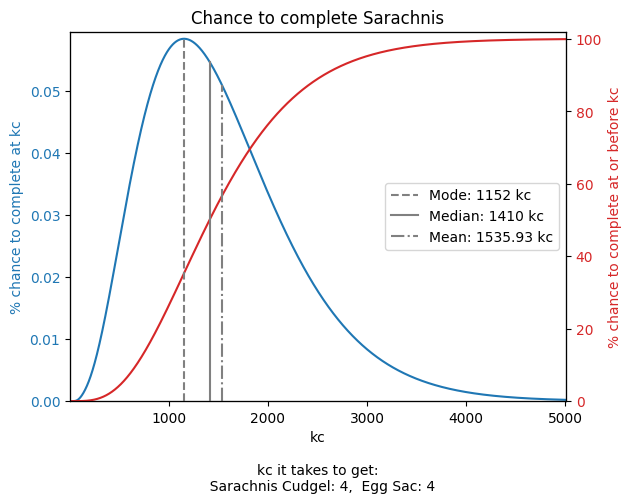 Chance to complete Sarachnis
% chance to complete at kc
0.05
0.04
0.03
0.02
0.01
0.00
1000
2000
3000
4000
5000
kc
100
80
60
40
20
0
% chance to complete at or before kc
Mode: 1152 kc
Median: 1410 kc
Mean: 1535.93 kc
kc it takes to get:
Sarachnis Cudgel: 4,  Egg Sac: 4